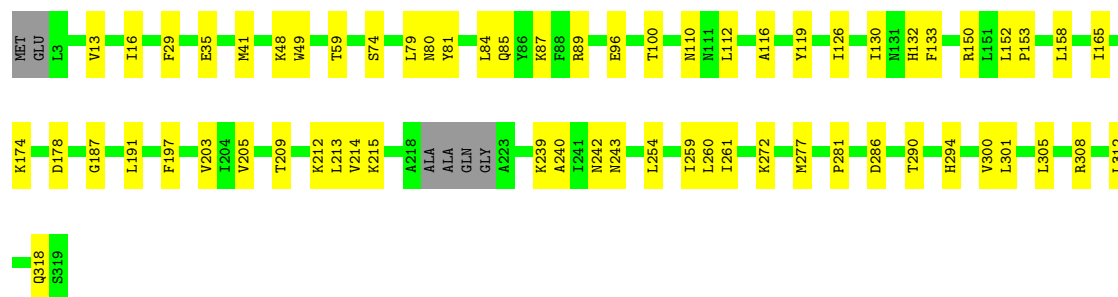 MET GLU L3 V13 I16 F29 E35 M41 K48 W49 T59 S74 L79 N80 Y81 L84 Q85 Y86 K87 F88 R89 E96 T100 N110 N111 L112 A116 Y119 I126 I130 N131 H132 F133 R150 L151 L152 P153 L158 I165
K174 D178 G187 L191 F197 V203 I204 V205 T209 K212 L213 V214 K215 A218 ALA ALA GLN GLY A223 K239 A240 I241 N242 N243 L254 I259 L260 I261 K272 M277 P281 D286 T290 H294 V300 L301 L305 R308 L312
Q318 S319